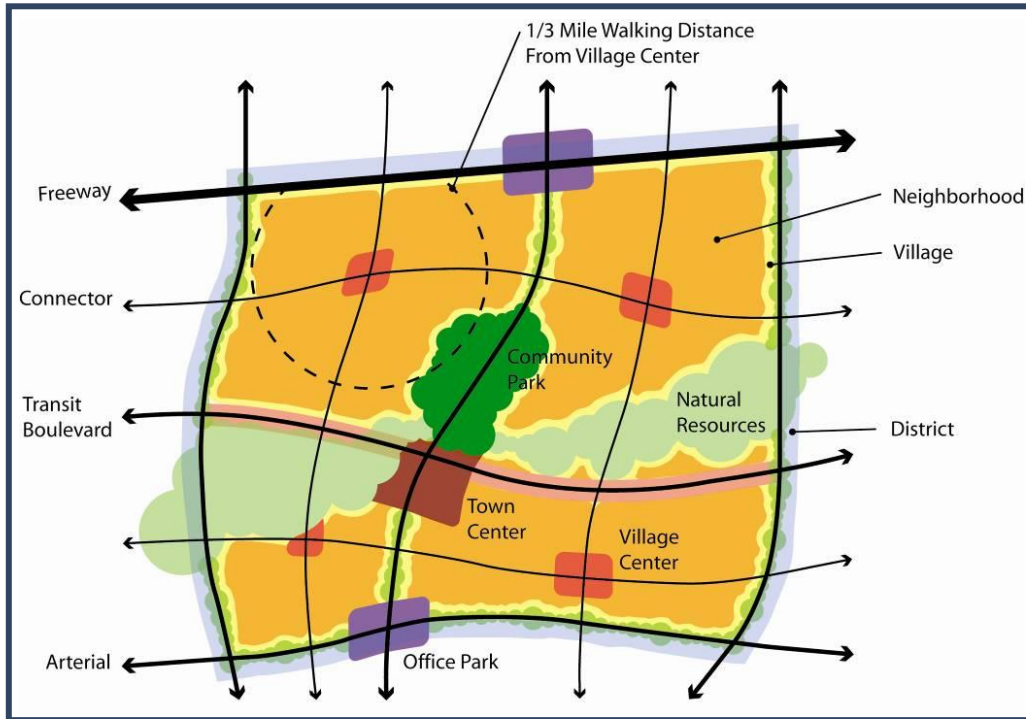 1/3 Mile Walking Distance
From Village Center
Freeway
Neighborhood
Village
Connector
Community
Park
Transit
Boulevard
Natural
Resources
District
Town
Center
Village
Center
Arterial
Office Park